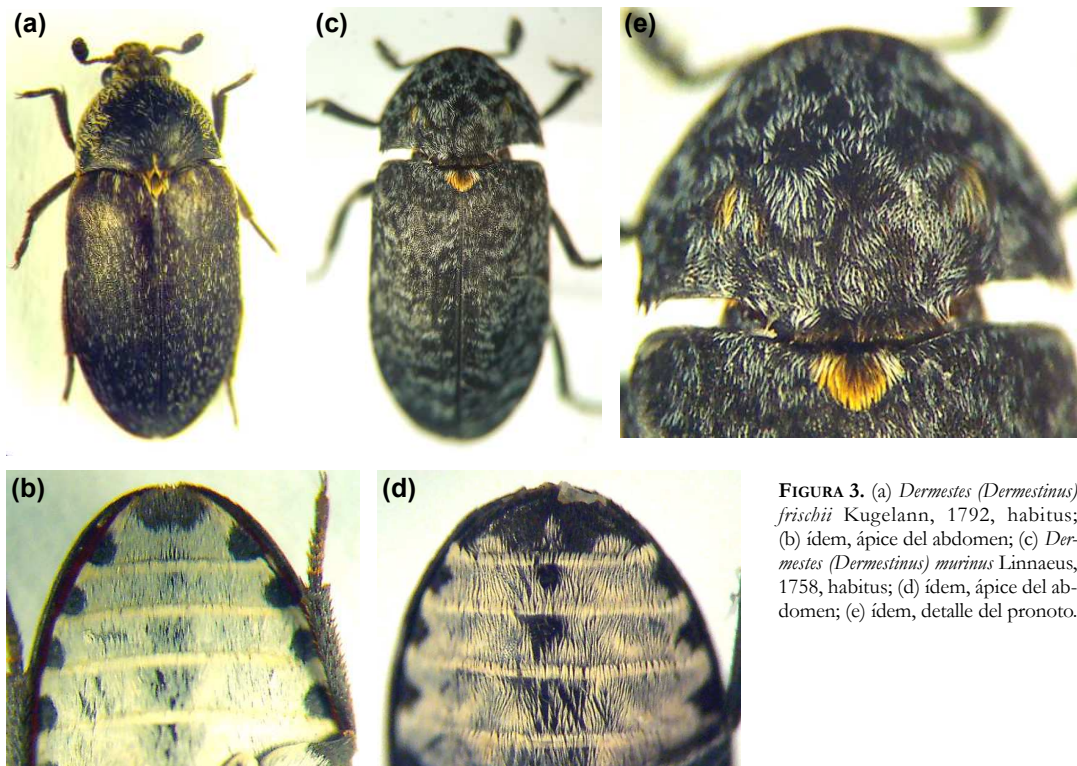 (a)
(c)
(e)
(b)
(d)
FIGURA 3. (a) Dermestes (Dermestinus)
frischii Kugelann, 1792, habitus;
(b) ídem, ápice del abdomen; (c) Der-
mestes (Dermestinus) murinus Linnaeus,
1758, habitus; (d) ídem, ápice del ab-
domen; (e) ídem, detalle del pronoto.